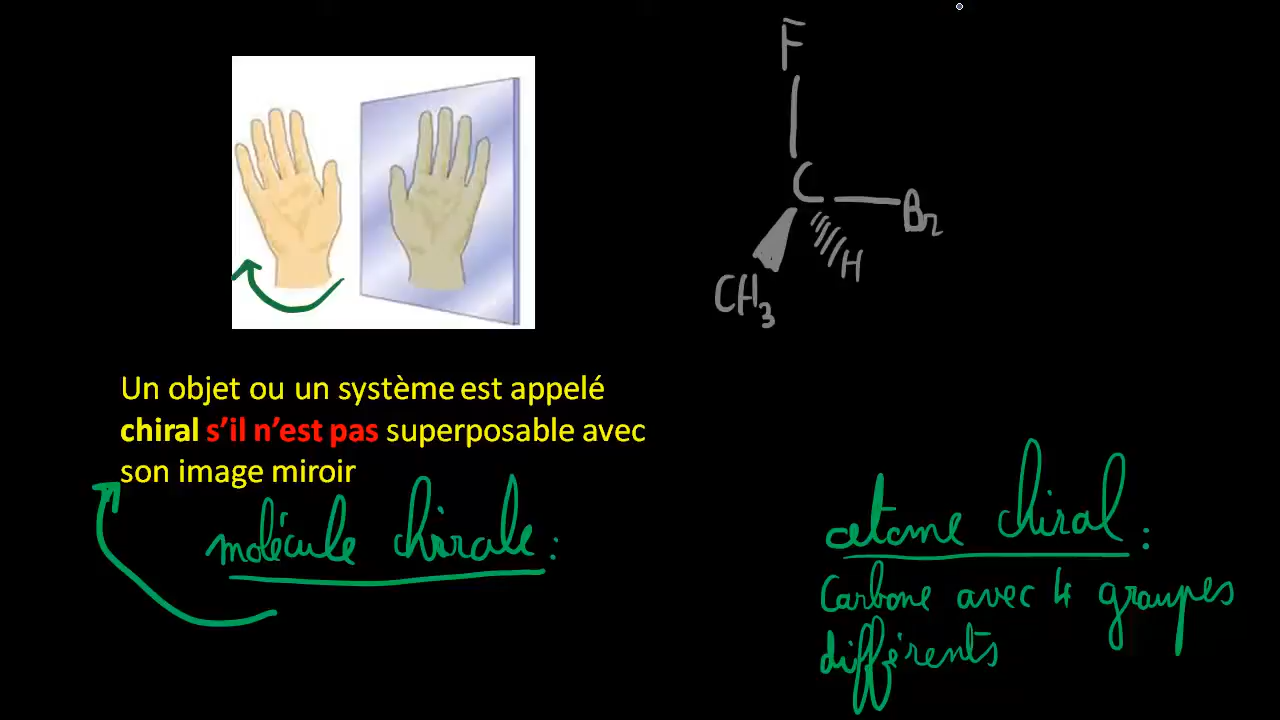 F
C
Br
H
CH3
Un objet ou un système est appelé
chiral s’il n’est pas superposable avec
son image miroir
molécule chirale :
atome chiral :
Carbone avec 4 groupes
différents